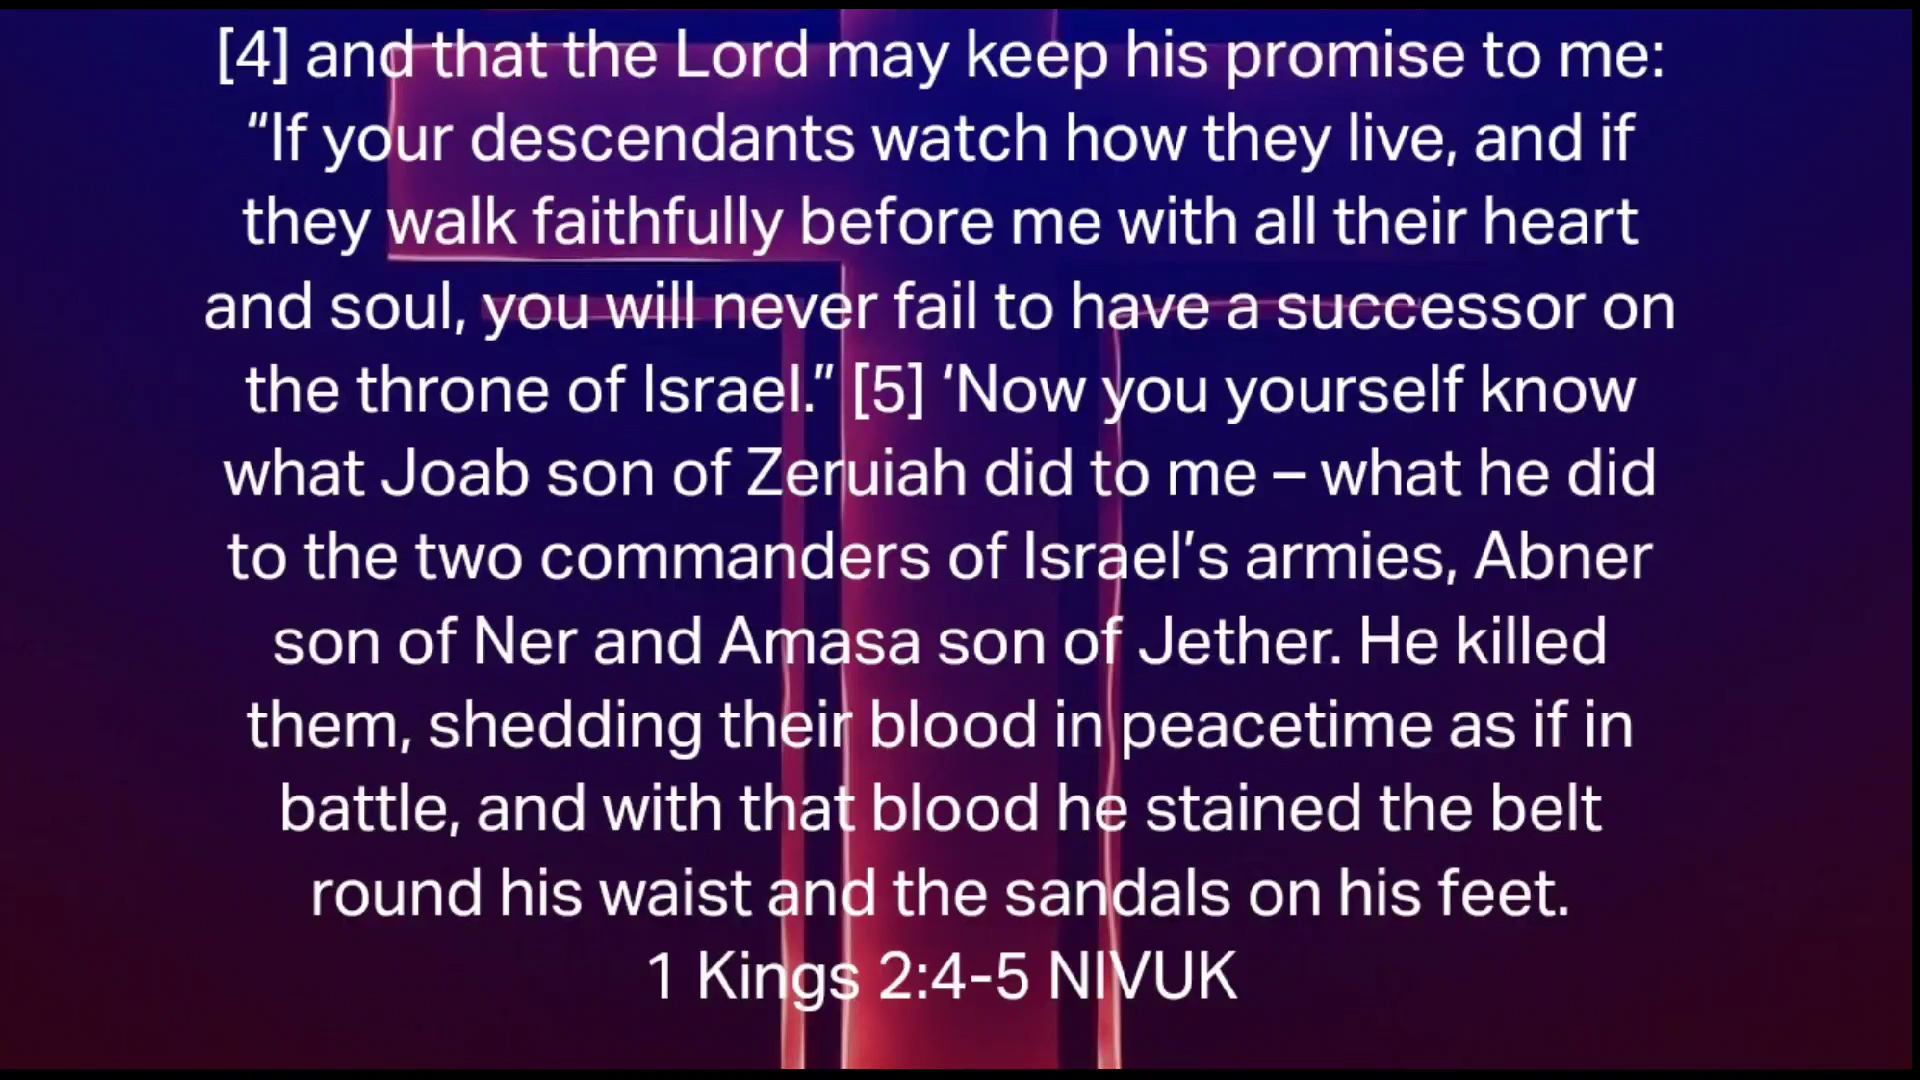 [4] and that the Lord may keep his promise to me:
“If your descendants watch how they live, and if
they walk faithfully before me with all their heart
and soul, you will never fail to have a successor on
the throne of Israel.” [5] ‘Now you yourself know
what Joab son of Zeruiah did to me – what he did
to the two commanders of Israel’s armies, Abner
son of Ner and Amasa son of Jether. He killed
them, shedding their blood in peacetime as if in
battle, and with that blood he stained the belt
round his waist and the sandals on his feet.
1 Kings 2:4-5 NIVUK